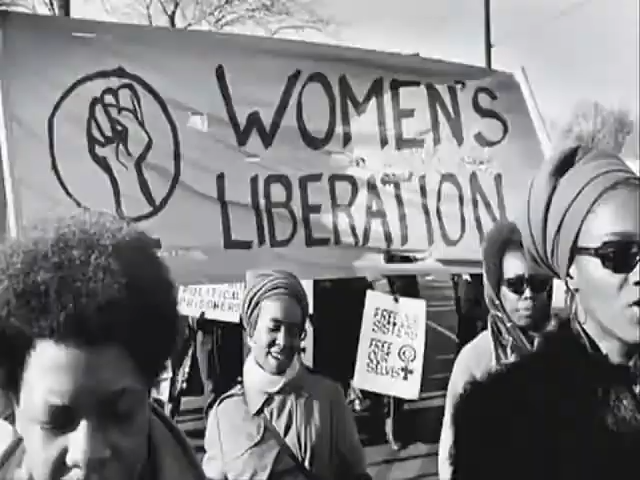 WOMEN'S
LIBERATION
POLITICAL
PRISONERS
FREE OUR
SISTERS
FREE
OUR
SELVES